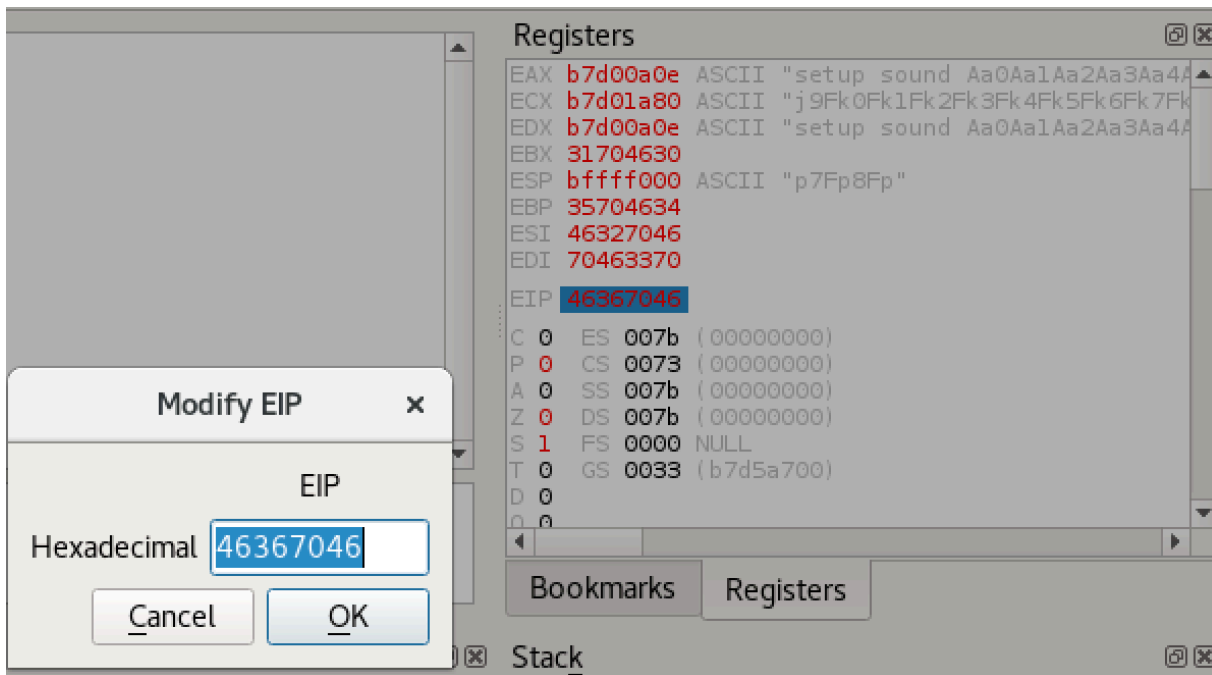 Registers
EAX b7d00a0e ASCII "setup sound Aa0Aa1Aa2Aa3Aa4A
ECX b7d01a80 ASCII "j9Fk0Fk1Fk2Fk3Fk4Fk5Fk6Fk7Fk
EDX b7d00a0e ASCII "setup sound Aa0Aa1Aa2Aa3Aa4A
EBX 31704630
ESP bffff000 ASCII "p7Fp8Fp"
EBP 35704634
ESI 46327046
EDI 70463370
EIP 46367046
C 0 ES 007b (00000000)
P 0 CS 0073 (00000000)
A 0 SS 007b (00000000)
Z 0 DS 007b (00000000)
S 1 FS 0000 NULL
T 0 GS 0033 (b7d5a700)
D 0
O 0
Bookmarks Registers
Stack
Modify EIP
EIP
Hexadecimal 46367046
Cancel OK